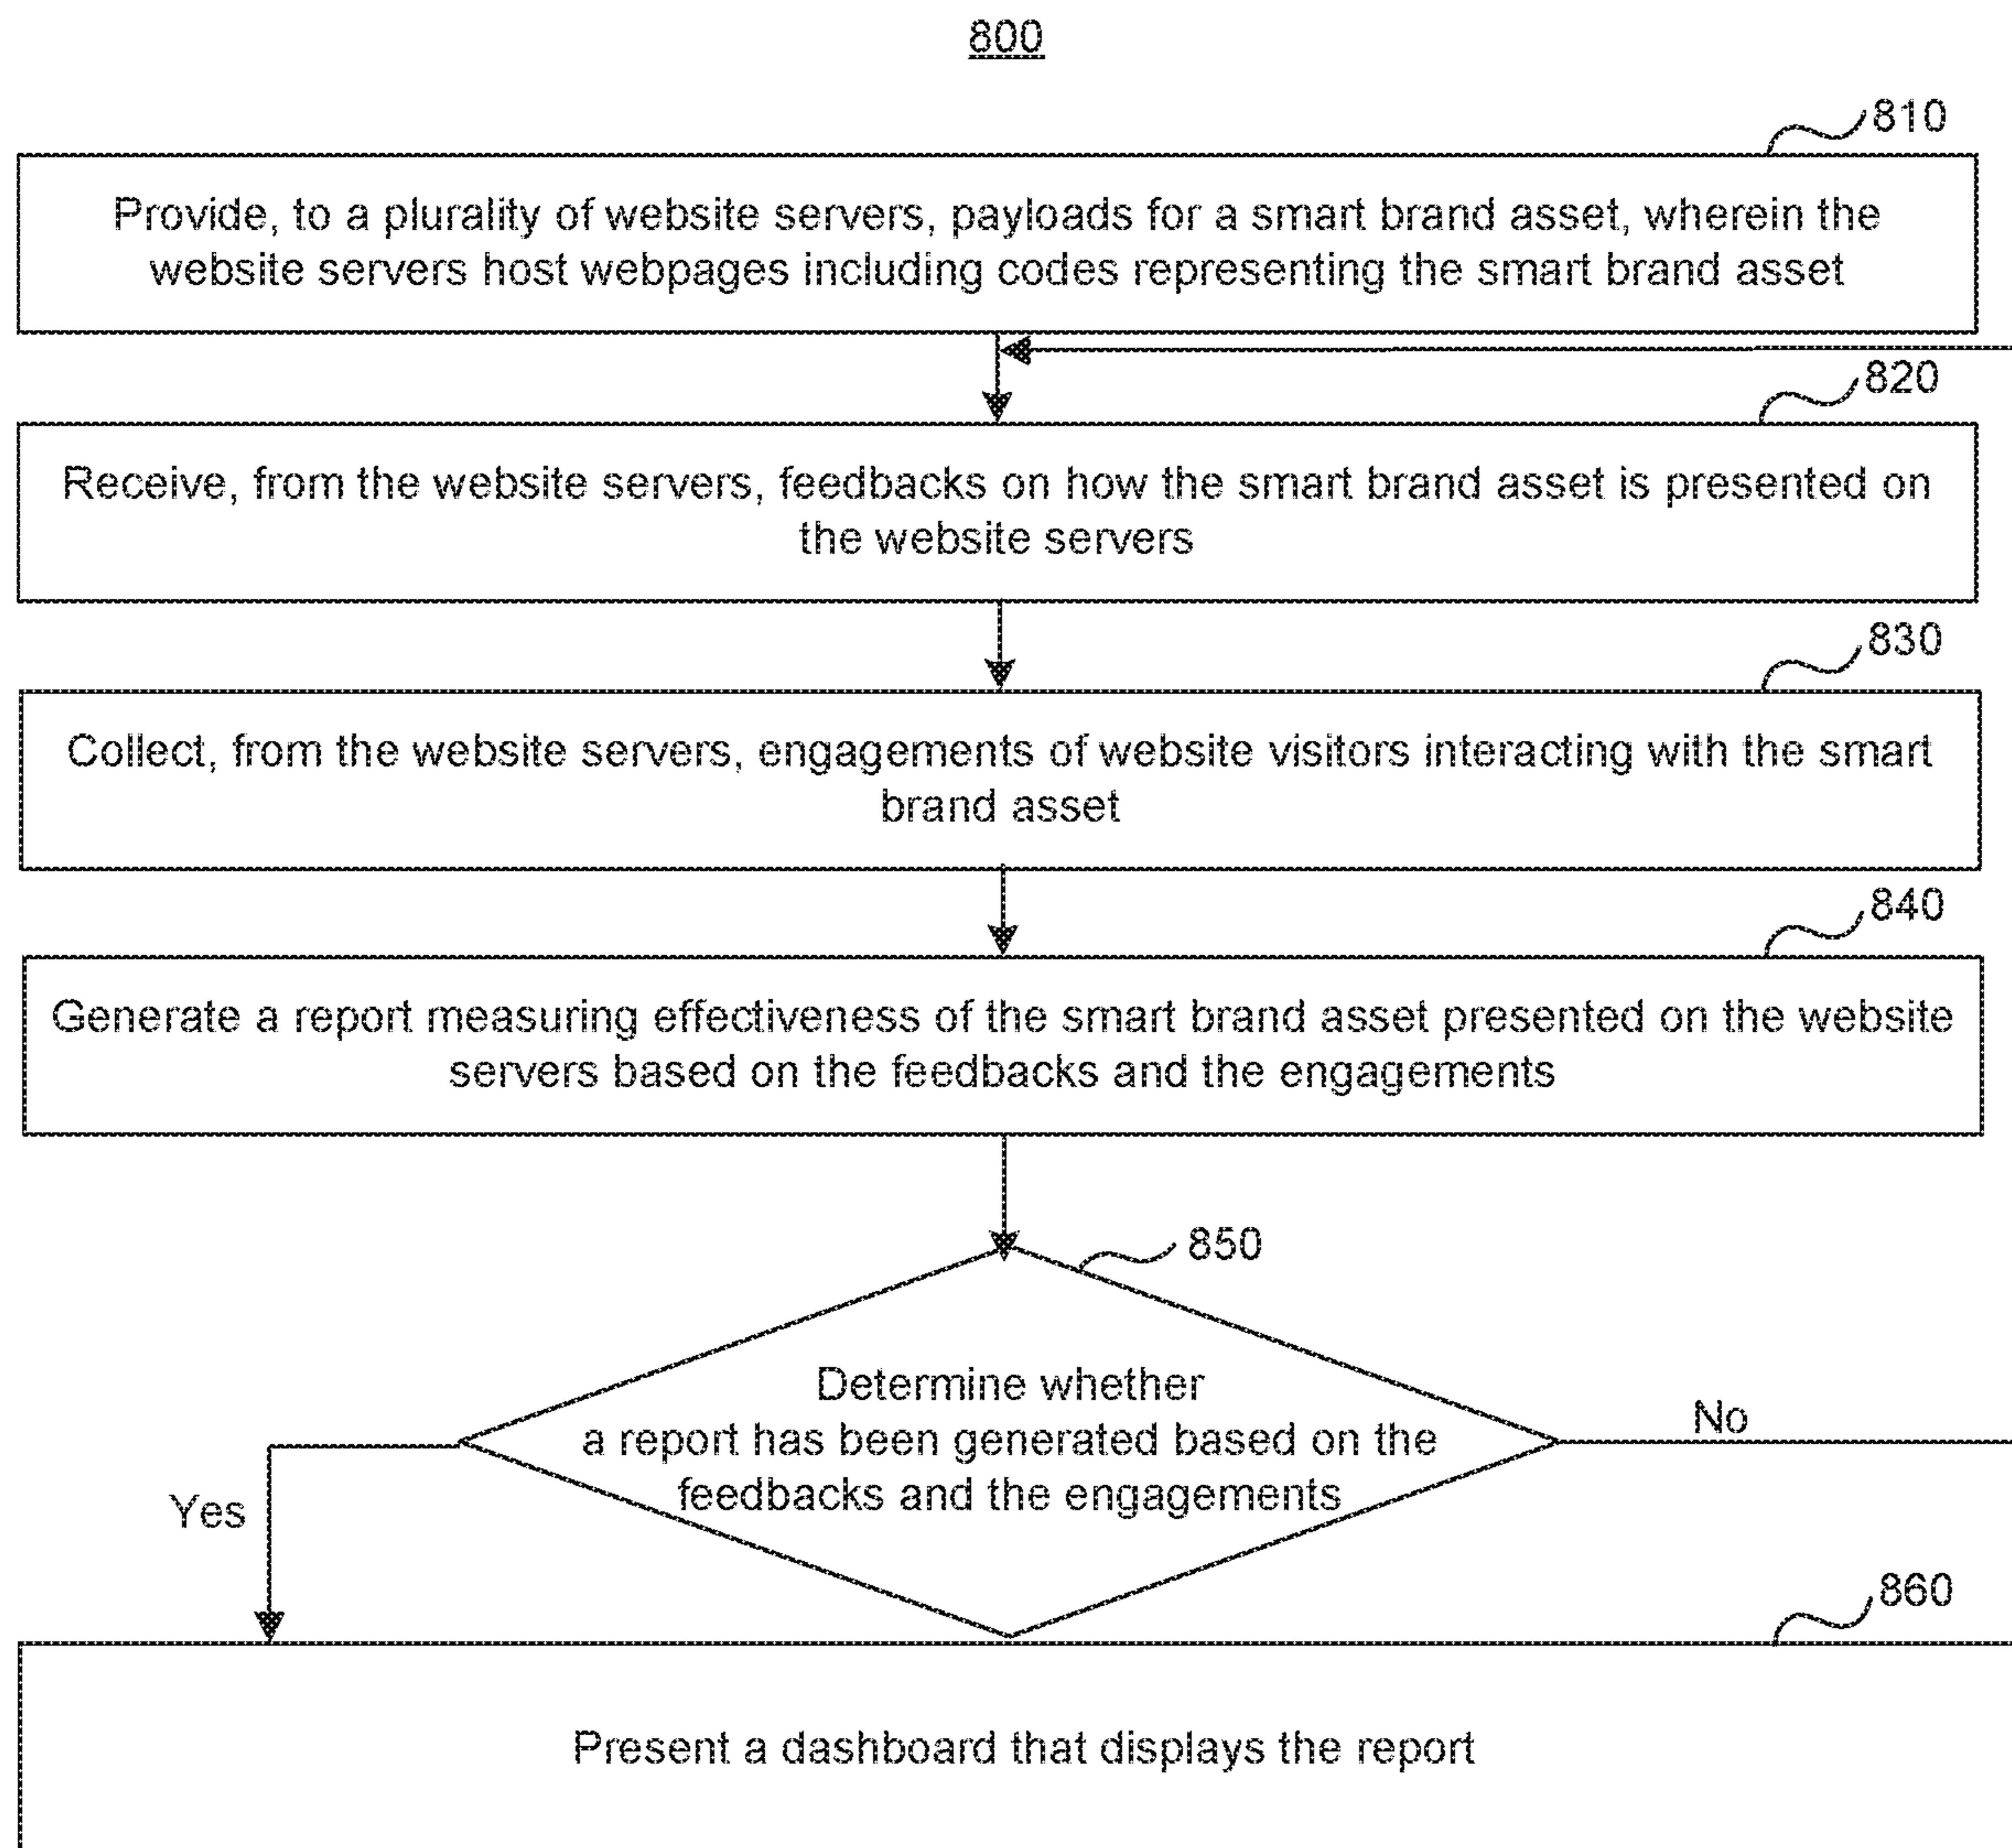 800
810
Provide, to a plurality of website servers, payloads for a smart brand asset, wherein the
website servers host webpages including codes representing the smart brand asset
820
Receive, from the website servers, feedbacks on how the smart brand asset is presented on
the website servers
830
Collect, from the website servers, engagements of website visitors interacting with the smart
brand asset
840
Generate a report measuring effectiveness of the smart brand asset presented on the website
servers based on the feedbacks and the engagements
850
Determine whether
a report has been generated based on the
feedbacks and the engagements
No
Yes
860
Present a dashboard that displays the report